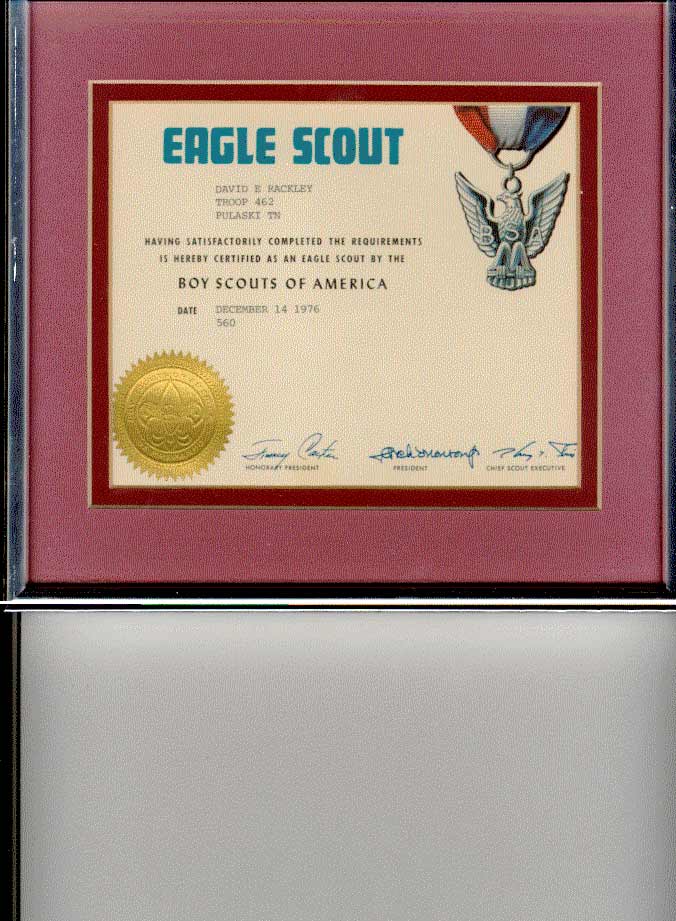 EAGLE SCOUT
DAVID E RACKLEY
TROOP 462
PULASKI TN
HAVING SATISFACTORILY COMPLETED THE REQUIREMENTS
IS HEREBY CERTIFIED AS AN EAGLE SCOUT BY THE
BOY SCOUTS OF AMERICA
DATE DECEMBER 14 1976
560
BSA
Jimmy Carter
HONORARY PRESIDENT
PRESIDENT
CHIEF SCOUT EXECUTIVE